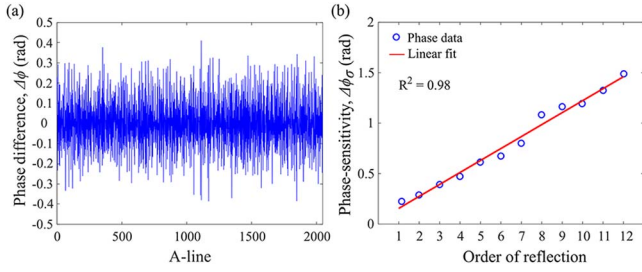 (a)
Phase difference, Δϕ (rad)
0.5
0.4
0.3
0.2
0.1
0
-0.1
-0.2
-0.3
-0.4
-0.5
0 500 1000 1500 2000
A-line
(b)
Phase-sensitivity, Δϕσ (rad)
2
1.5
1
0.5
0
Phase data
Linear fit
R² = 0.98
1 2 3 4 5 6 7 8 9 10 11 12
Order of reflection